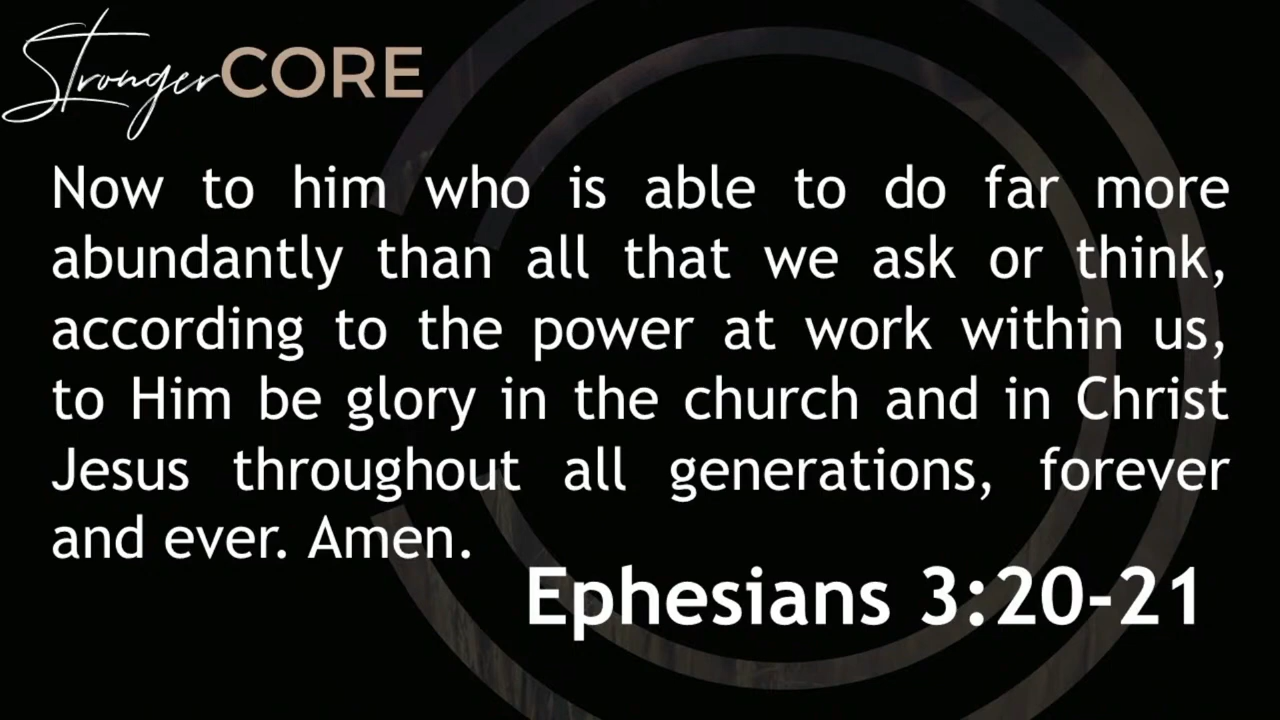 Stronger CORE
Now to him who is able to do far more
abundantly than all that we ask or think,
according to the power at work within us,
to Him be glory in the church and in Christ
Jesus throughout all generations, forever
and ever. Amen.
Ephesians 3:20-21